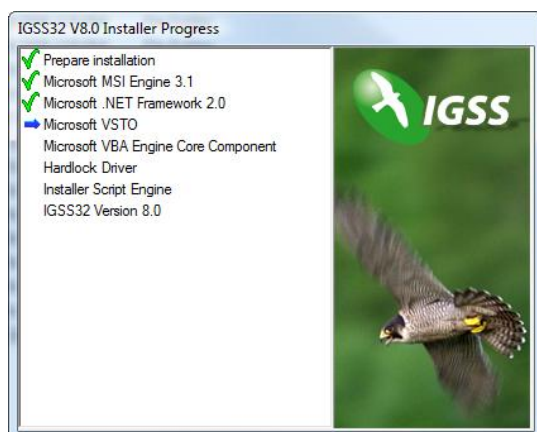 IGSS32 V8.0 Installer Progress
Prepare installation
Microsoft MSI Engine 3.1
Microsoft .NET Framework 2.0
Microsoft VSTO
Microsoft VBA Engine Core Component
Hardlock Driver
Installer Script Engine
IGSS32 Version 8.0
IGSS